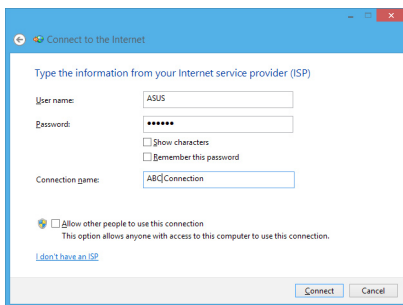 Connect to the Internet
Type the information from your Internet service provider (ISP)
User name: ASUS
Password: ••••••
Show characters
Remember this password
Connection name: ABC Connection
Allow other people to use this connection
This option allows anyone with access to this computer to use this connection.
I don't have an ISP
Connect Cancel